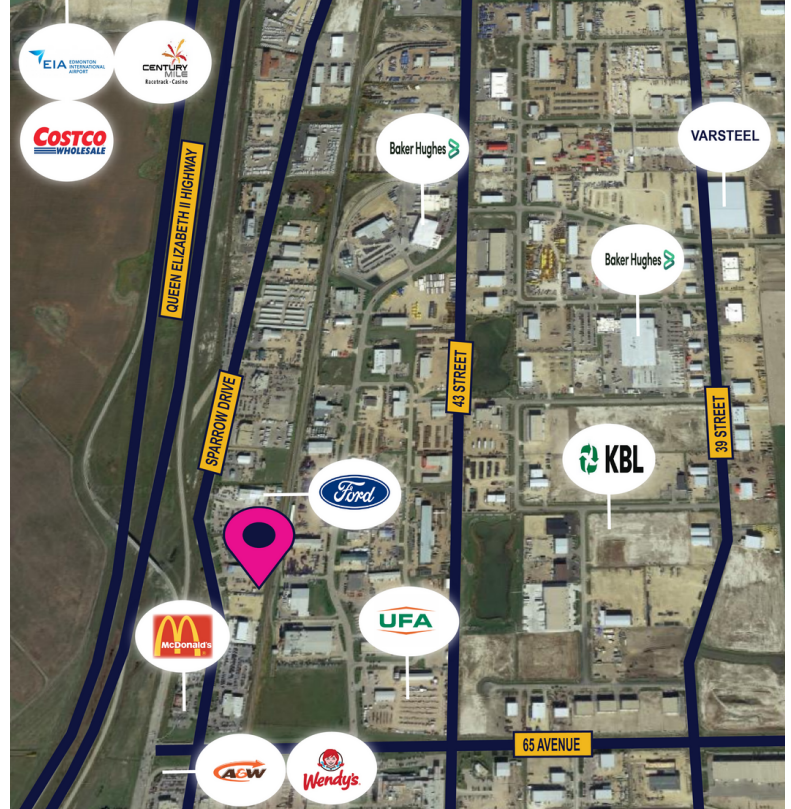 EIA EDMONTON
INTERNATIONAL
AIRPORT
CENTURY
MILE
Racetrack · Casino
COSTCO
WHOLESALE
Baker Hughes
VARSTEEL
QUEEN ELIZABETH II HIGHWAY
Baker Hughes
SPARROW DRIVE
43 STREET
39 STREET
KBL
Ford
McDonald's
UFA
65 AVENUE
A&W
Wendy's